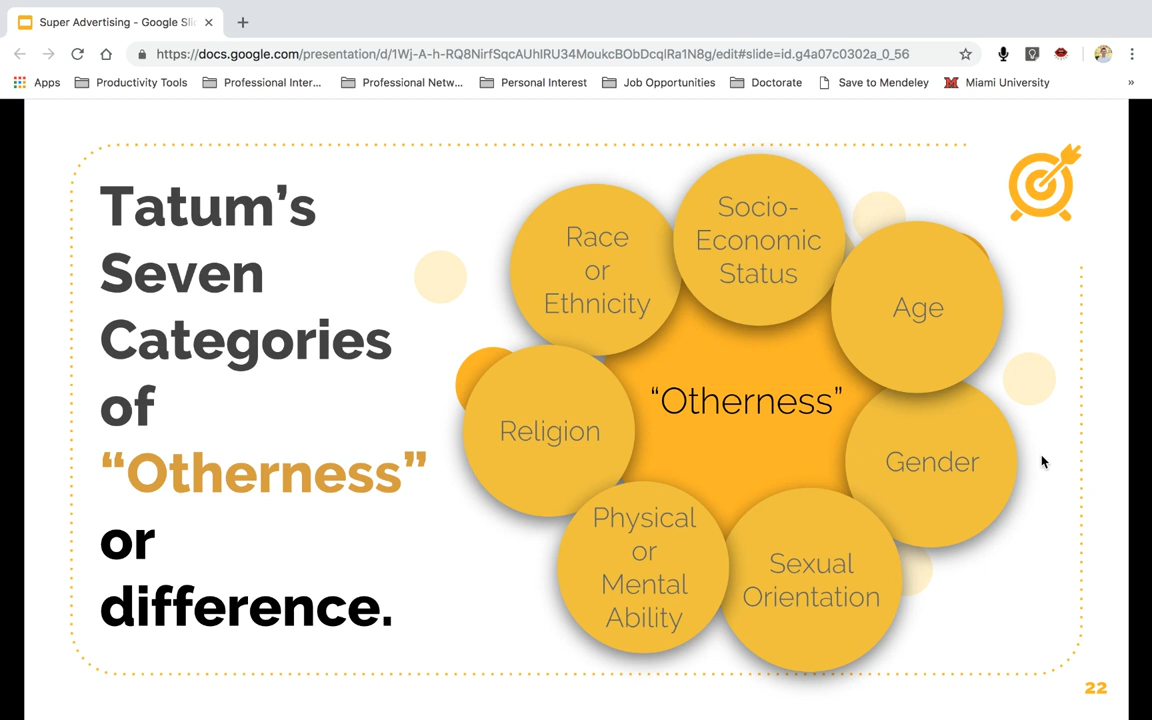 Super Advertising - Google Sli
https://docs.google.com/presentation/d/1Wj-A-h-RQ8NirfSqcAUhIRU34MoukcBObDcqlRa1N8g/edit#slide=id.g4a07c0302a_0_56
Apps Productivity Tools Professional Inter... Professional Netw... Personal Interest Job Opportunities Doctorate Save to Mendeley Miami University »
Tatum’s
Seven
Categories
of
“Otherness”
or
difference.
Race
or
Ethnicity
Socio-
Economic
Status
Age
“Otherness”
Religion
Gender
Physical
or
Mental
Ability
Sexual
Orientation
22